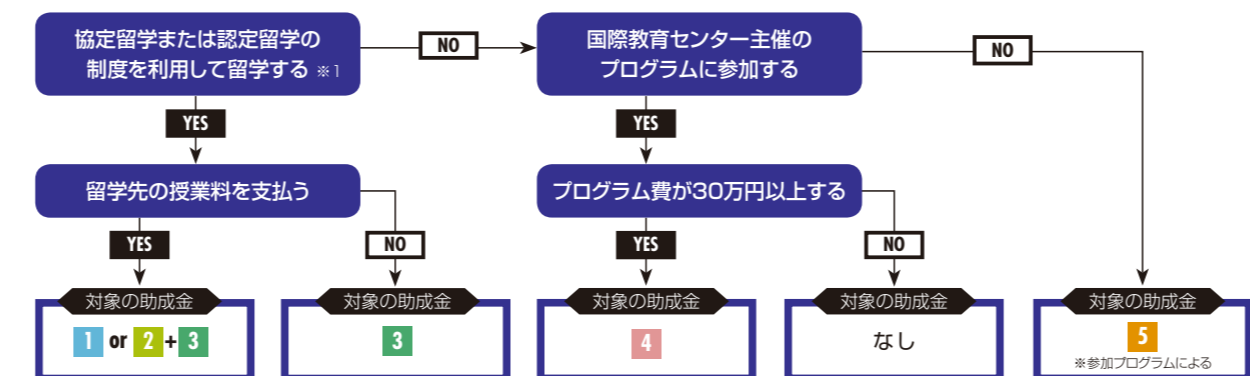 協定留学または認定留学の
制度を利用して留学する ※1
NO
国際教育センター主催の
プログラムに参加する
NO
YES
YES
留学先の授業料を支払う
プログラム費が30万円以上する
YES
NO
YES
NO
対象の助成金
対象の助成金
対象の助成金
対象の助成金
対象の助成金
1 or 2 + 3
3
4
なし
5
※参加プログラムによる